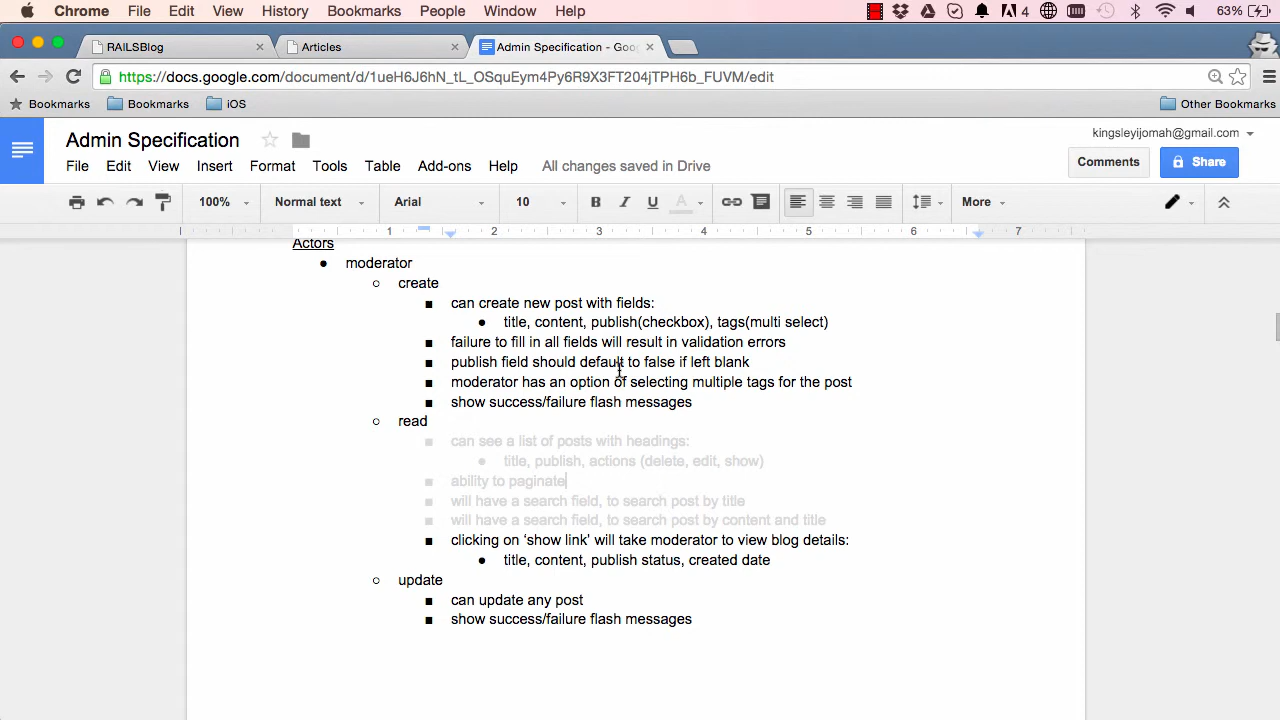 Chrome File Edit View History Bookmarks People Window Help 4 63%
RAILSBlog Articles Admin Specification - Goo
https://docs.google.com/document/d/1ueH6J6hN_tL_OSquEym4Py6R9X3FT204jTPH6b_FUVM/edit
Bookmarks Bookmarks iOS Other Bookmarks
Admin Specification kingsleyijomah@gmail.com
File Edit View Insert Format Tools Table Add-ons Help All changes saved in Drive Comments Share
100% Normal text Arial 10 B I U A More
1 2 3 4 5 6 7
Actors
moderator
create
can create new post with fields:
title, content, publish(checkbox), tags(multi select)
failure to fill in all fields will result in validation errors
publish field should default to false if left blank
moderator has an option of selecting multiple tags for the post
show success/failure flash messages
read
can see a list of posts with headings:
title, publish, actions (delete, edit, show)
ability to paginate
will have a search field, to search post by title
will have a search field, to search post by content and title
clicking on ‘show link’ will take moderator to view blog details:
title, content, publish status, created date
update
can update any post
show success/failure flash messages